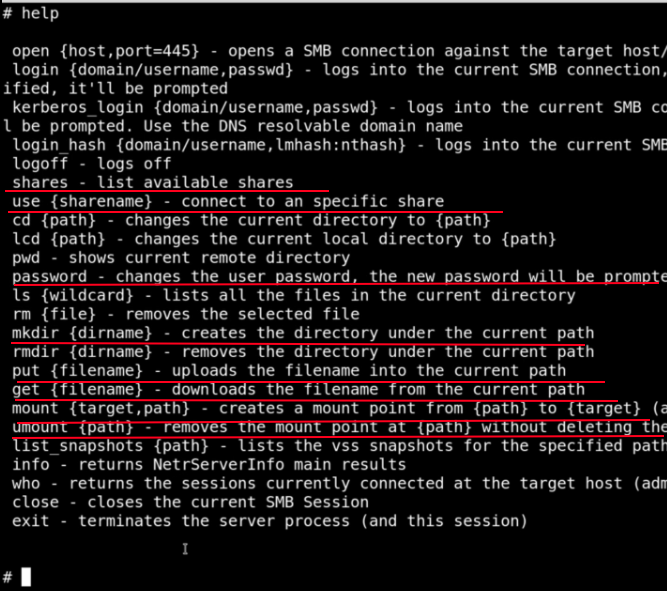 # help
open {host,port=445} - opens a SMB connection against the target host/
login {domain/username,passwd} - logs into the current SMB connection,
ified, it'll be prompted
kerberos_login {domain/username,passwd} - logs into the current SMB co
l be prompted. Use the DNS resolvable domain name
login_hash {domain/username,lmhash:nthash} - logs into the current SMB
logoff - logs off
shares - list available shares
use {sharename} - connect to an specific share
cd {path} - changes the current directory to {path}
lcd {path} - changes the current local directory to {path}
pwd - shows current remote directory
password - changes the user password, the new password will be prompte
ls {wildcard} - lists all the files in the current directory
rm {file} - removes the selected file
mkdir {dirname} - creates the directory under the current path
rmdir {dirname} - removes the directory under the current path
put {filename} - uploads the filename into the current path
get {filename} - downloads the filename from the current path
mount {target,path} - creates a mount point from {path} to {target} (a
umount {path} - removes the mount point at {path} without deleting the
list_snapshots {path} - lists the vss snapshots for the specified path
info - returns NetrServerInfo main results
who - returns the sessions currently connected at the target host (adm
close - closes the current SMB Session
exit - terminates the server process (and this session)
#